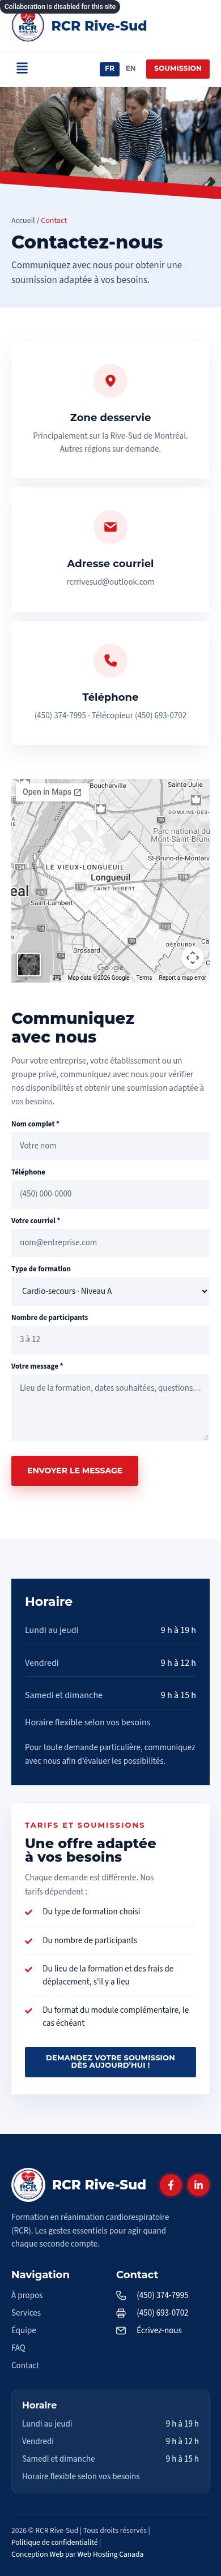 Collaboration is disabled for this site
RCR Rive-Sud
FR EN SOUMISSION
Accueil / Contact
Contactez-nous
Communiquez avec nous pour obtenir une
soumission adaptée à vos besoins.
Zone desservie
Principalement sur la Rive-Sud de Montréal.
Autres régions sur demande.
Adresse courriel
rcrrivesud@outlook.com
Téléphone
(450) 374-7995 · Télécopieur (450) 693-0702
Open in Maps
Boucherville
Sainte-Julie
DOMAINE-DES-
Parc national du
Mont-Saint-Brun
St-Bruno-de-Montarv
LE VIEUX-LONGUEUIL
Longueuil
SAINT-HUBERT
Saint-Lambert
Brossard
DÉSOURDY
Google
Map data ©2026 Google Terms Report a map error
Communiquez
avec nous
Pour votre entreprise, votre établissement ou un
groupe privé, communiquez avec nous pour vérifier
nos disponibilités et obtenir une soumission adaptée à
vos besoins.
Nom complet *
Votre nom
Téléphone
(450) 000-0000
Votre courriel *
nom@entreprise.com
Type de formation
Cardio-secours · Niveau A
Nombre de participants
3 à 12
Votre message *
Lieu de la formation, dates souhaitées, questions…
ENVOYER LE MESSAGE
Horaire
Lundi au jeudi 9 h à 19 h
Vendredi 9 h à 12 h
Samedi et dimanche 9 h à 15 h
Horaire flexible selon vos besoins
Pour toute demande particulière, communiquez
avec nous afin d'évaluer les possibilités.
TARIFS ET SOUMISSIONS
Une offre adaptée
à vos besoins
Chaque demande est différente. Nos
tarifs dépendent :
Du type de formation choisi
Du nombre de participants
Du lieu de la formation et des frais de
déplacement, s'il y a lieu
Du format du module complémentaire, le
cas échéant
DEMANDEZ VOTRE SOUMISSION
DÈS AUJOURD'HUI !
RCR Rive-Sud
Formation en réanimation cardiorespiratoire
(RCR). Les gestes essentiels pour agir quand
chaque seconde compte.
Navigation
À propos
Services
Équipe
FAQ
Contact
Contact
(450) 374-7995
(450) 693-0702
Écrivez-nous
Horaire
Lundi au jeudi 9 h à 19 h
Vendredi 9 h à 12 h
Samedi et dimanche 9 h à 15 h
Horaire flexible selon vos besoins
2026 © RCR Rive-Sud | Tous droits réservés |
Politique de confidentialité |
Conception Web par Web Hosting Canada